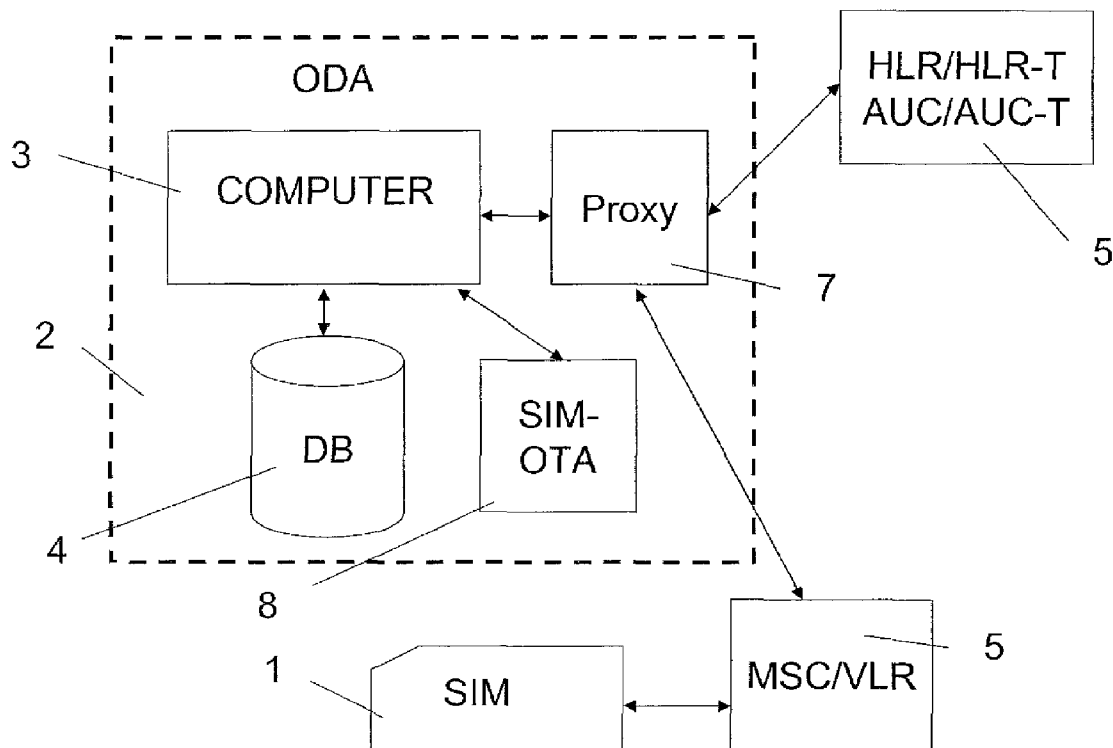 ODA
HLR/HLR-T
AUC/AUC-T
3
COMPUTER
Proxy
5
7
2
DB
SIM-
OTA
4
8
1
SIM
5
MSC/VLR